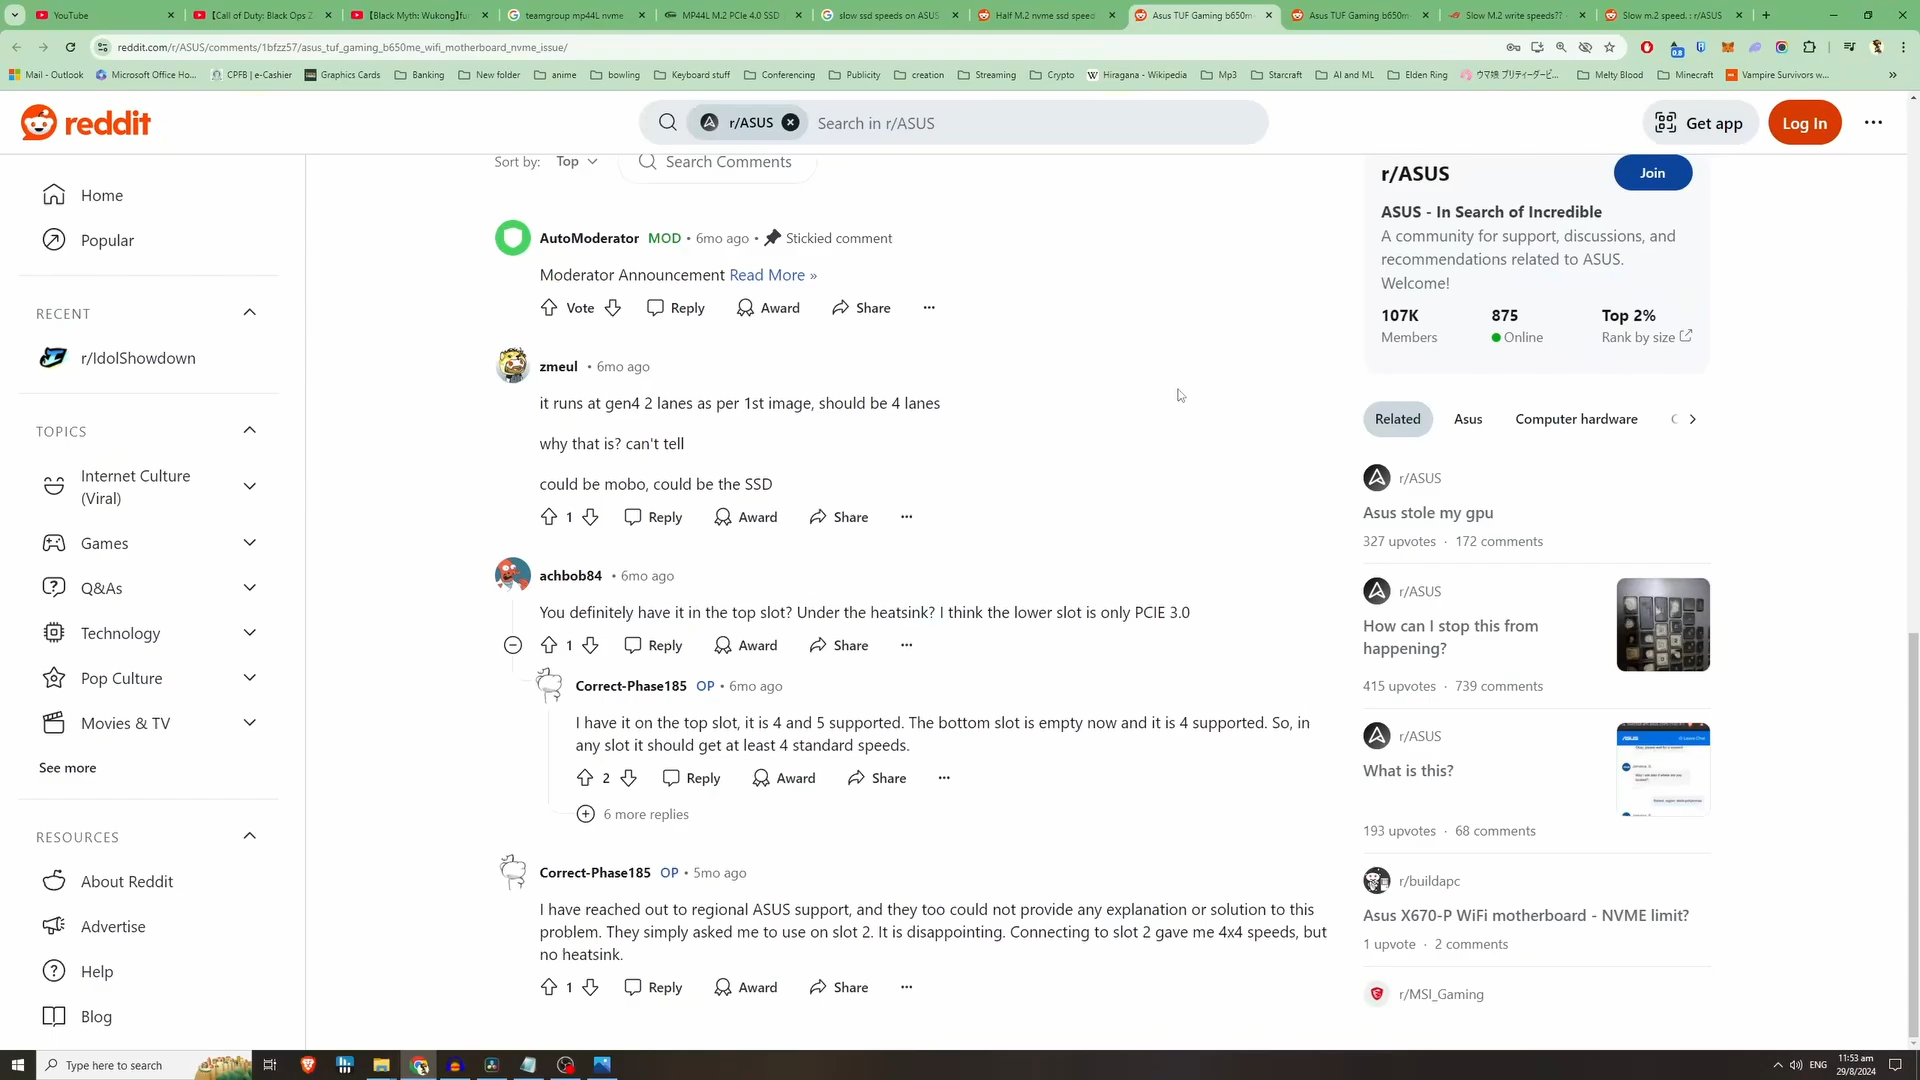 YouTube
【Call of Duty: Black Ops Z
【Black Myth: Wukong】fu
teamgroup mp44L nvme
MP44L M.2 PCIe 4.0 SSD
slow ssd speeds on ASUS
Half M.2 nvme ssd speed
Asus TUF Gaming b650m
Asus TUF Gaming b650m
Slow M.2 write speeds??
Slow m.2 speed. : r/ASUS
reddit.com/r/ASUS/comments/1bfzz57/asus_tuf_gaming_b650me_wifi_motherboard_nvme_issue/
Mail - Outlook
Microsoft Office Ho...
CPFB | e-Cashier
Graphics Cards
Banking
New folder
anime
bowling
Keyboard stuff
Conferencing
Publicity
creation
Streaming
Crypto
Hiragana - Wikipedia
Mp3
Starcraft
AI and ML
Elden Ring
ウマ娘 プリティーダービ...
Melty Blood
Minecraft
Vampire Survivors w...
reddit
r/ASUS
Search in r/ASUS
Get app
Log In
Home
Popular
RECENT
r/IdolShowdown
TOPICS
Internet Culture
(Viral)
Games
Q&As
Technology
Pop Culture
Movies & TV
See more
RESOURCES
About Reddit
Advertise
Help
Blog
Sort by: Top
Search Comments
AutoModerator MOD • 6mo ago • Stickied comment
Moderator Announcement Read More »
Vote Reply Award Share
zmeul • 6mo ago
it runs at gen4 2 lanes as per 1st image, should be 4 lanes
why that is? can't tell
could be mobo, could be the SSD
1 Reply Award Share
achbob84 • 6mo ago
You definitely have it in the top slot? Under the heatsink? I think the lower slot is only PCIE 3.0
1 Reply Award Share
Correct-Phase185 OP • 6mo ago
I have it on the top slot, it is 4 and 5 supported. The bottom slot is empty now and it is 4 supported. So, in
any slot it should get at least 4 standard speeds.
2 Reply Award Share
6 more replies
Correct-Phase185 OP • 5mo ago
I have reached out to regional ASUS support, and they too could not provide any explanation or solution to this
problem. They simply asked me to use on slot 2. It is disappointing. Connecting to slot 2 gave me 4x4 speeds, but
no heatsink.
1 Reply Award Share
r/ASUS
Join
ASUS - In Search of Incredible
A community for support, discussions, and
recommendations related to ASUS.
Welcome!
107K 875 Top 2%
Members Online Rank by size
Related Asus Computer hardware
r/ASUS
Asus stole my gpu
327 upvotes · 172 comments
r/ASUS
How can I stop this from
happening?
415 upvotes · 739 comments
r/ASUS
What is this?
193 upvotes · 68 comments
r/buildapc
Asus X670-P WiFi motherboard - NVME limit?
1 upvote · 2 comments
r/MSI_Gaming
Type here to search
ENG
11:53 am
29/8/2024